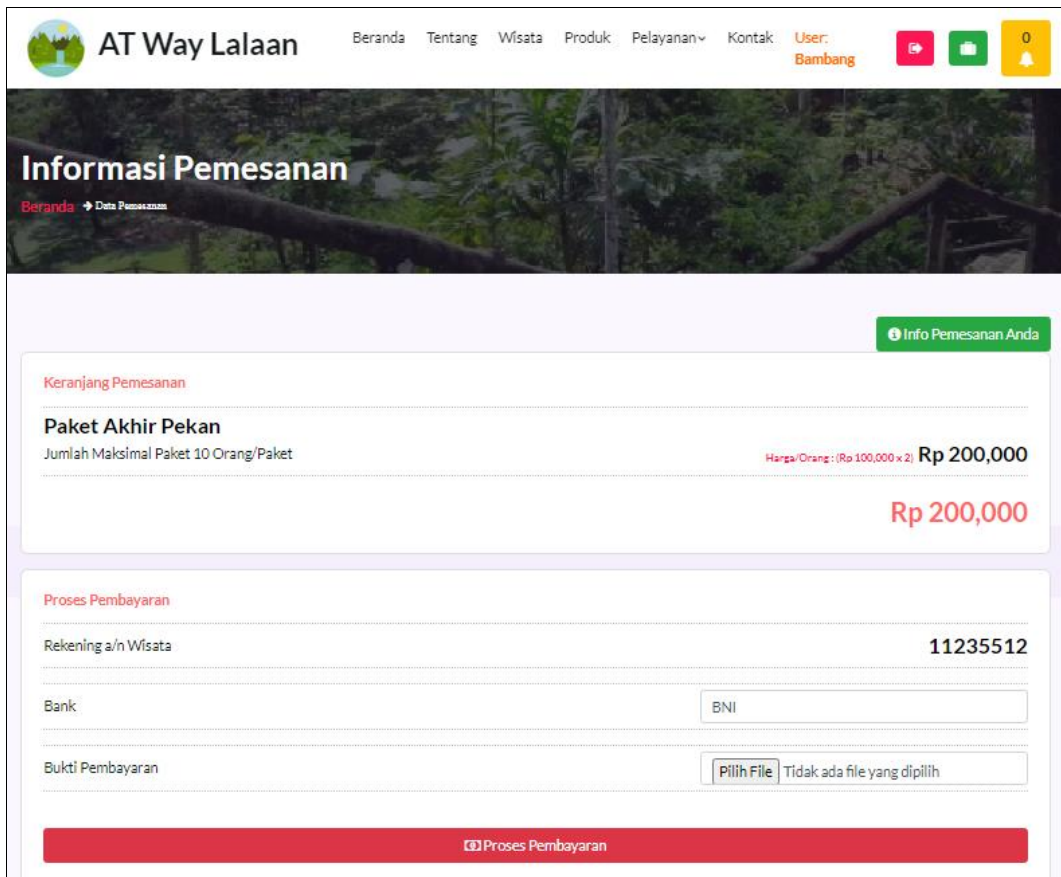 AT Way Lalaan
Beranda Tentang Wisata Produk Pelayanan Kontak User: Bambang
0
Informasi Pemesanan
Beranda Data Pemesanan
Info Pemesanan Anda
Keranjang Pemesanan
Paket Akhir Pekan
Jumlah Maksimal Paket 10 Orang/Paket
Harga/Orang : (Rp 100,000 x 2) Rp 200,000
Rp 200,000
Proses Pembayaran
Rekening a/n Wisata 11235512
Bank BNI
Bukti Pembayaran Pilih File Tidak ada file yang dipilih
Proses Pembayaran